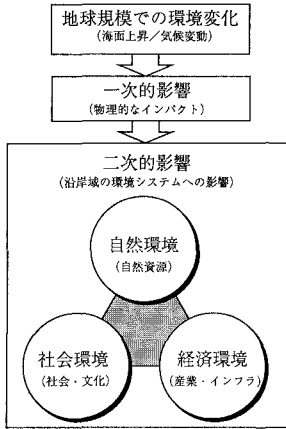 地球規模での環境変化
（海面上昇／気候変動）
一次的影響
（物理的なインパクト）
二次的影響
（沿岸域の環境システムへの影響）
自然環境
（自然資源）
社会環境
（社会・文化）
経済環境
（産業・インフラ）